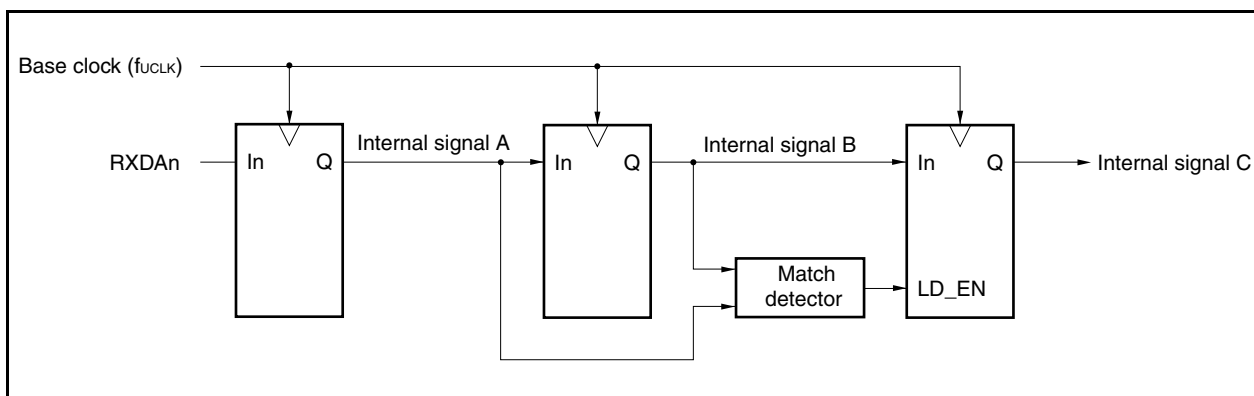 Base clock (fUCLK)
RXDAn
In
Q
Internal signal A
In
Q
Internal signal B
In
Q
Internal signal C
Match
detector
LD_EN